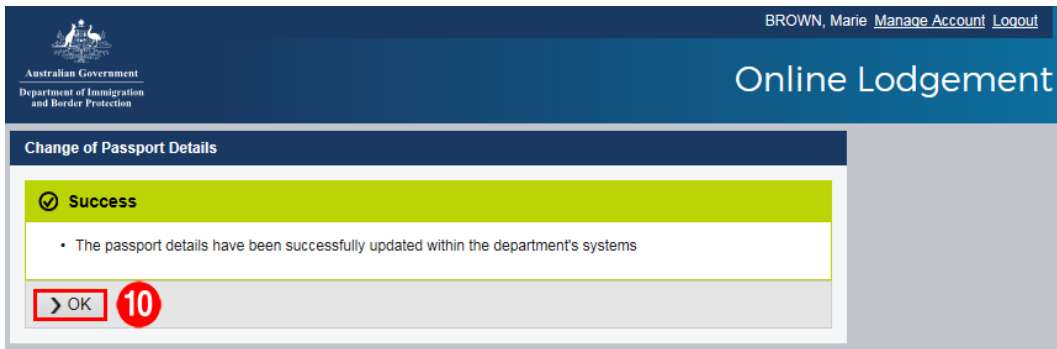 BROWN, Marie Manage Account Logout
Australian Government
Department of Immigration
and Border Protection
Online Lodgement
Change of Passport Details
Success
• The passport details have been successfully updated within the department's systems
OK 10